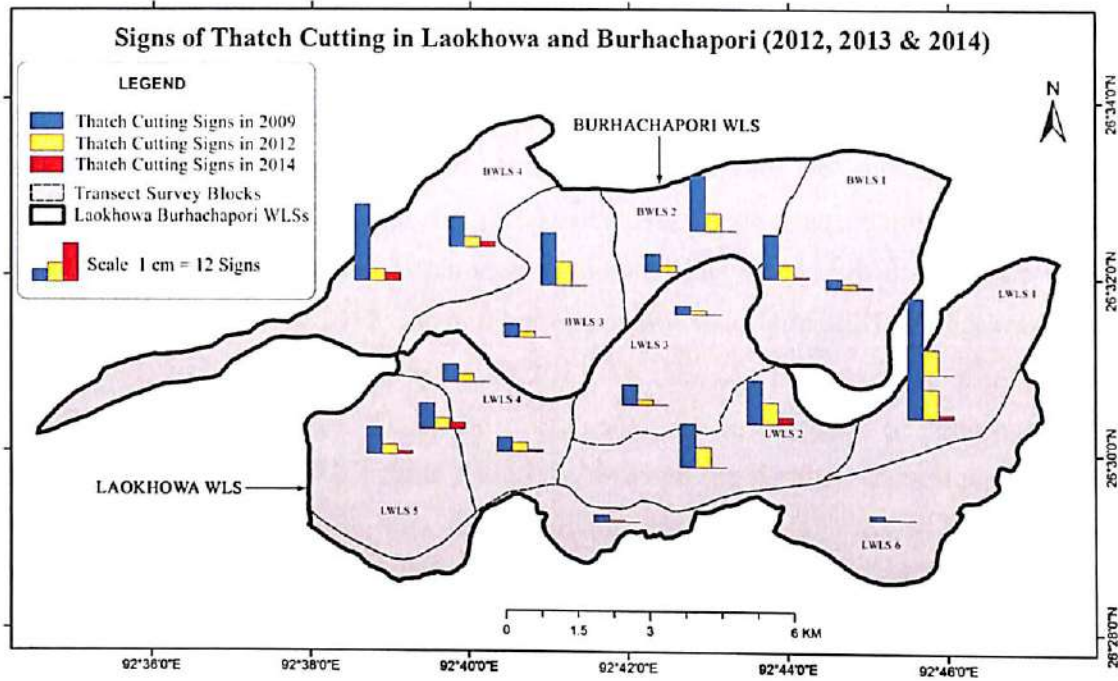 Signs of Thatch Cutting in Laokhowa and Burhachapori (2012, 2013 & 2014)
LEGEND
Thatch Cutting Signs in 2009
Thatch Cutting Signs in 2012
Thatch Cutting Signs in 2014
Transect Survey Blocks
Laokhowa Burhachapori WLSs
Scale 1 cm = 12 Signs
N
BURHACHAPORI WLS
BWLS 4
BWLS 2
BWLS 1
LWLS 1
BWLS 3
LWLS 3
LWLS 4
LWLS 2
LAOKHOWA WLS
LWLS 5
LWLS 6
0 1.5 3 6 KM
92°36'0"E 92°38'0"E 92°40'0"E 92°42'0"E 92°44'0"E 92°46'0"E
26°34'0"N
26°32'0"N
26°30'0"N
26°28'0"N